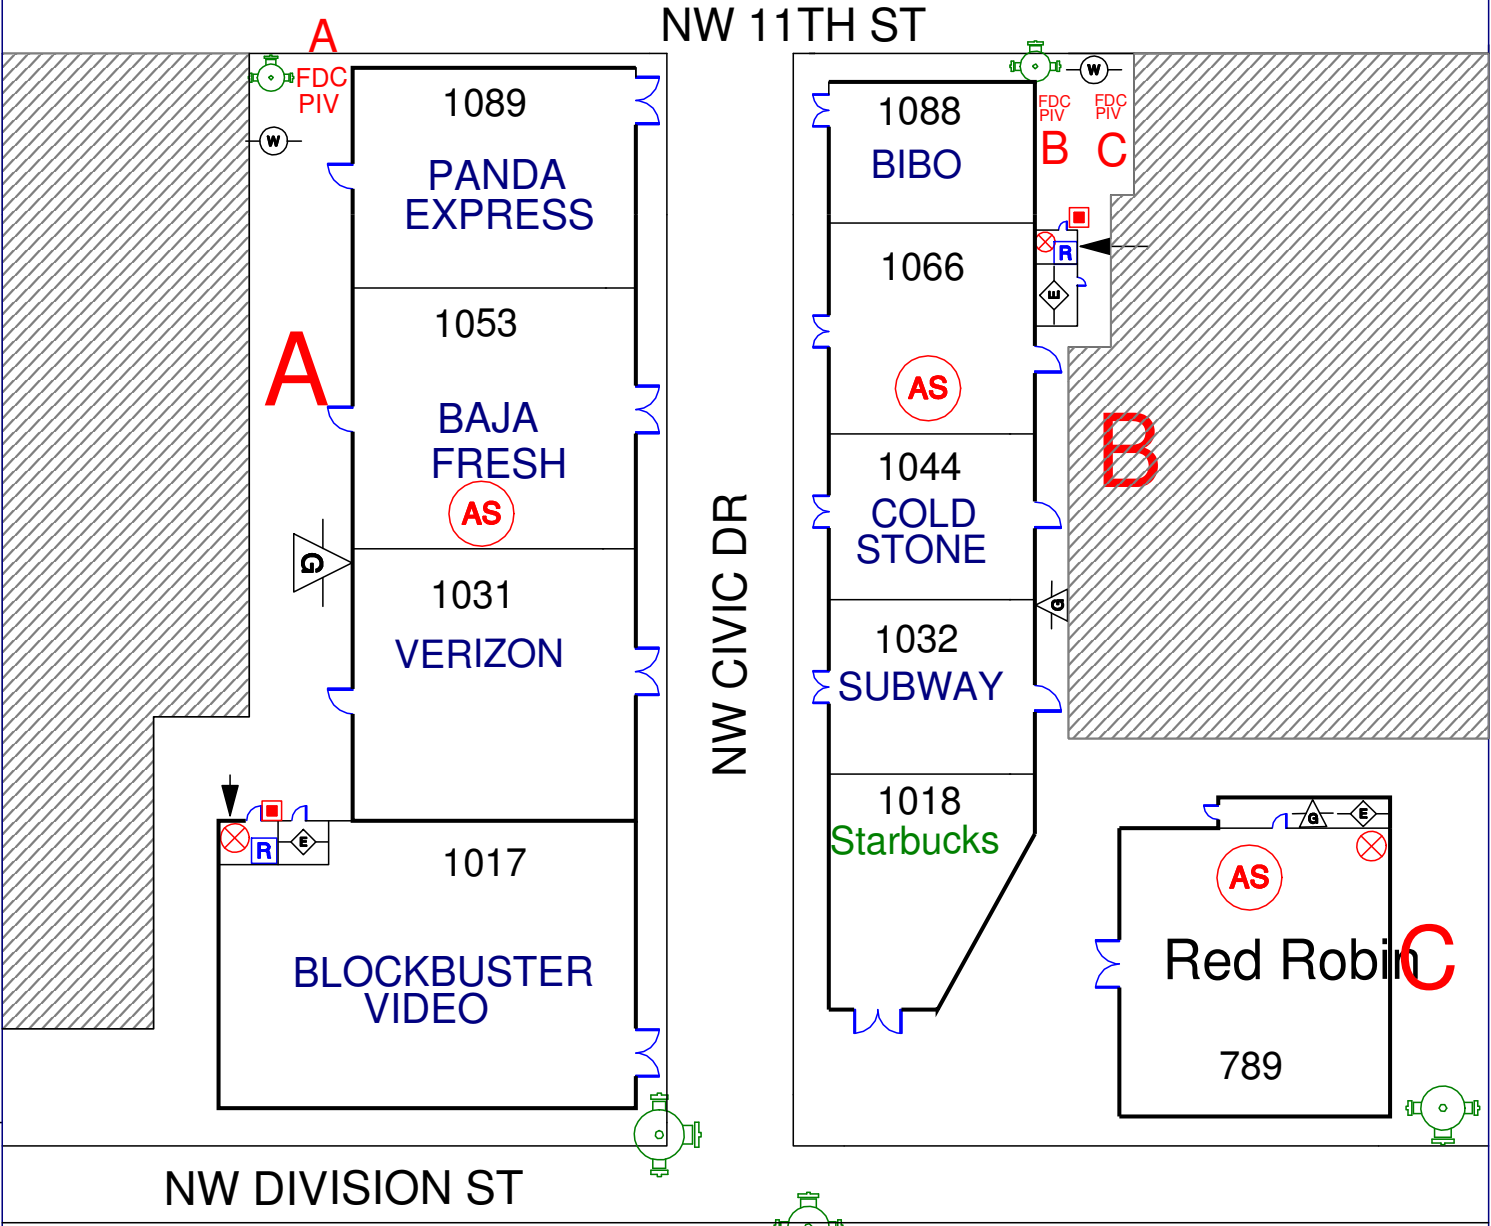 NW 11TH ST
A
FDC
PIV
W
1089
PANDA
EXPRESS
1053
A
BAJA
FRESH
AS
G
1031
VERIZON
R
E
1017
BLOCKBUSTER
VIDEO
NW CIVIC DR
W
1088
BIBO
FDC
PIV
B
FDC
PIV
C
1066
R
E
AS
B
1044
COLD
STONE
G
1032
SUBWAY
1018
Starbucks
G
E
AS
Red Robin
C
789
NW DIVISION ST